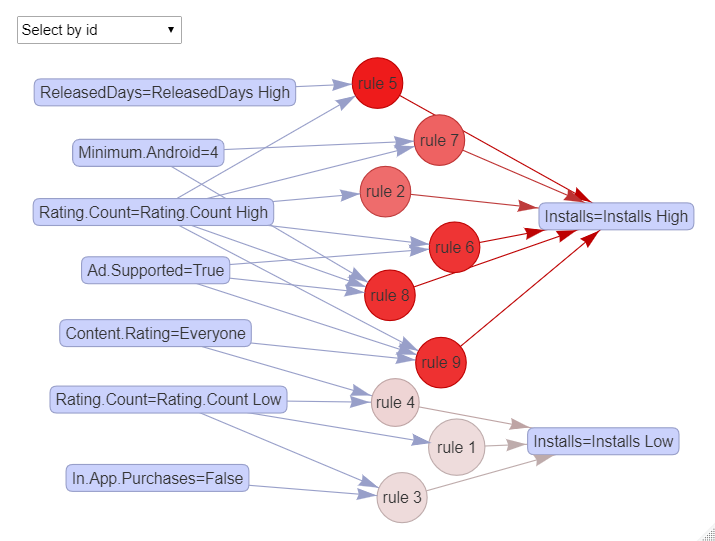 Select by id
ReleasedDays=ReleasedDays High
rule 5
Minimum.Android=4
rule 7
rule 2
Rating.Count=Rating.Count High
Installs=Installs High
rule 6
Ad.Supported=True
rule 8
Content.Rating=Everyone
rule 9
Rating.Count=Rating.Count Low
rule 4
Installs=Installs Low
rule 1
In.App.Purchases=False
rule 3